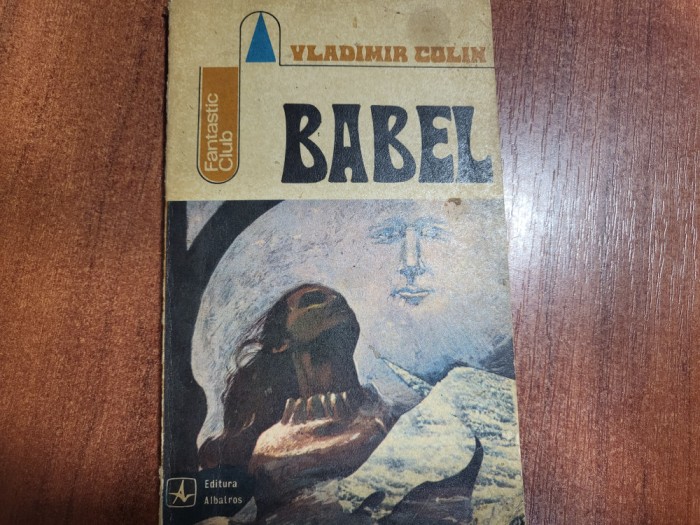 VLADIMIR COLIN
Fantastic
Club
BABEL
Editura
Albatros